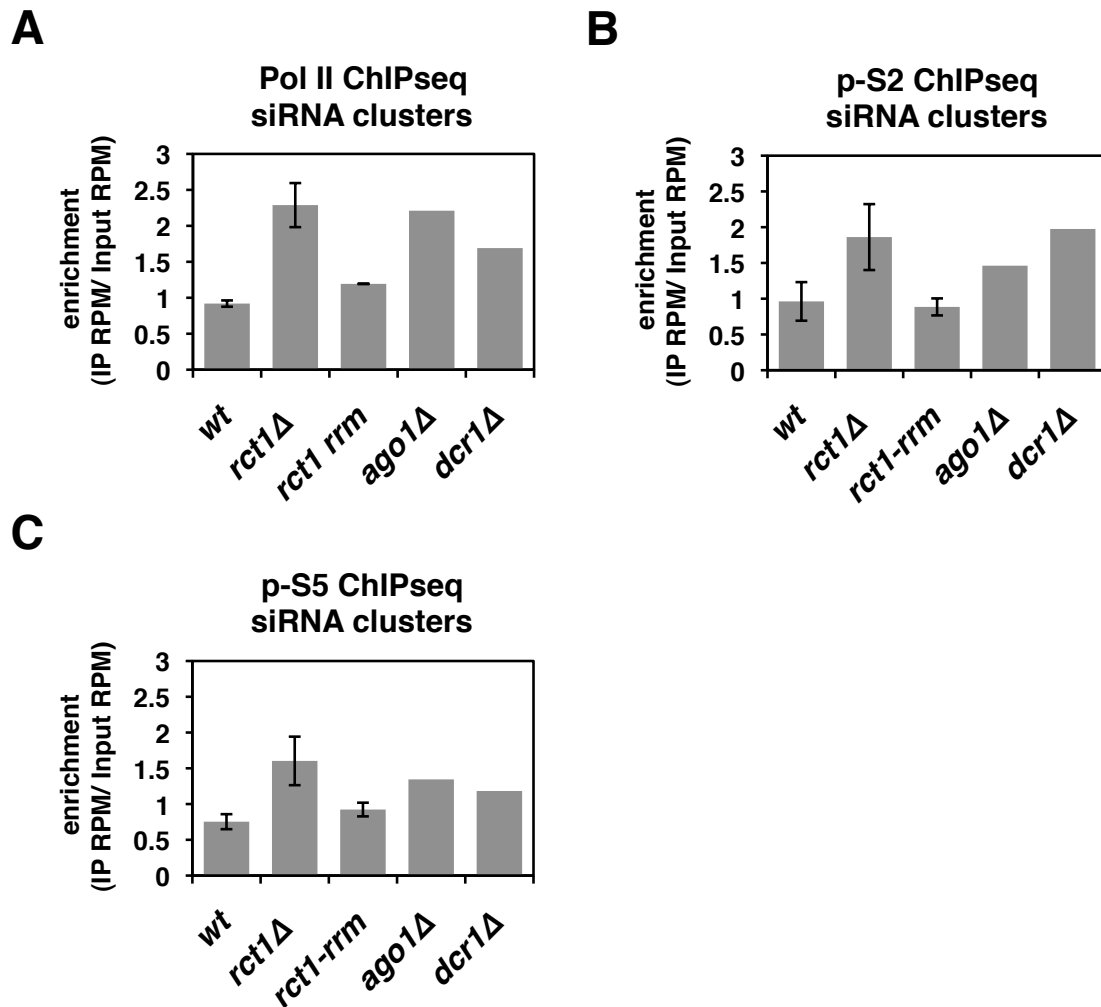 A
Pol II ChIPseq
siRNA clusters
enrichment
(IP RPM/ Input RPM)
3
2.5
2
1.5
1
0.5
0
wt
rct1Δ
rct1 rrm
ago1Δ
dcr1Δ
B
p-S2 ChIPseq
siRNA clusters
enrichment
(IP RPM/ Input RPM)
3
2.5
2
1.5
1
0.5
0
wt
rct1Δ
rct1-rrm
ago1Δ
dcr1Δ
C
p-S5 ChIPseq
siRNA clusters
enrichment
(IP RPM/ Input RPM)
3
2.5
2
1.5
1
0.5
0
wt
rct1Δ
rct1-rrm
ago1Δ
dcr1Δ